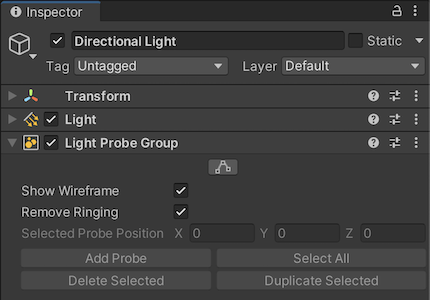 Inspector
Directional Light Static
Tag Untagged Layer Default
Transform
Light
Light Probe Group
Show Wireframe
Remove Ringing
Selected Probe Position X 0 Y 0 Z 0
Add Probe Select All
Delete Selected Duplicate Selected